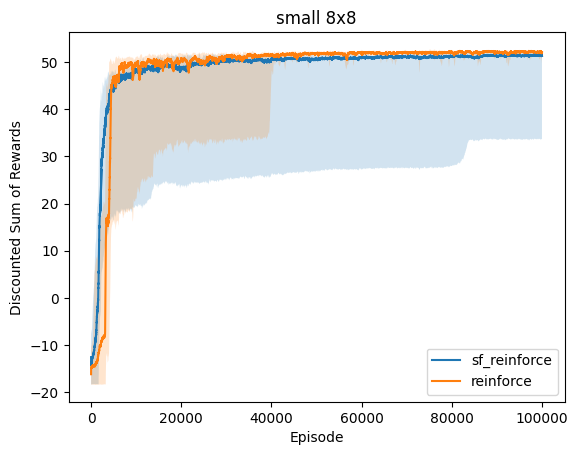 small 8x8
Discounted Sum of Rewards
50
40
30
20
10
0
−10
−20
0 20000 40000 60000 80000 100000
Episode
sf_reinforce
reinforce